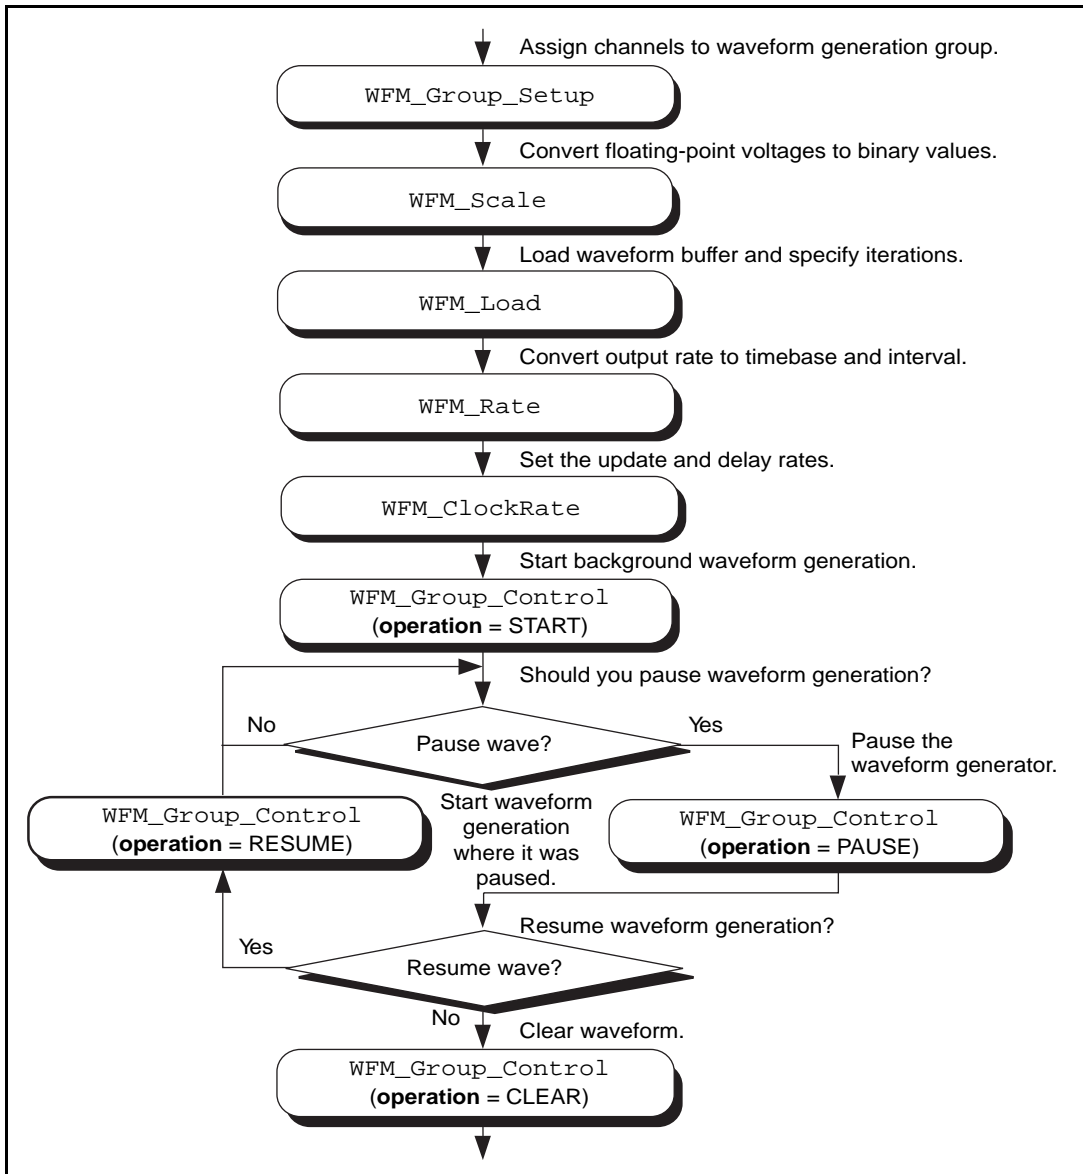 Assign channels to waveform generation group.
WFM_Group_Setup
Convert floating-point voltages to binary values.
WFM_Scale
Load waveform buffer and specify iterations.
WFM_Load
Convert output rate to timebase and interval.
WFM_Rate
Set the update and delay rates.
WFM_ClockRate
Start background waveform generation.
WFM_Group_Control
(operation = START)
Should you pause waveform generation?
No
Yes
Pause wave?
Pause the
waveform generator.
WFM_Group_Control
(operation = RESUME)
Start waveform
generation
where it was
paused.
WFM_Group_Control
(operation = PAUSE)
Resume waveform generation?
Yes
Resume wave?
No
Clear waveform.
WFM_Group_Control
(operation = CLEAR)